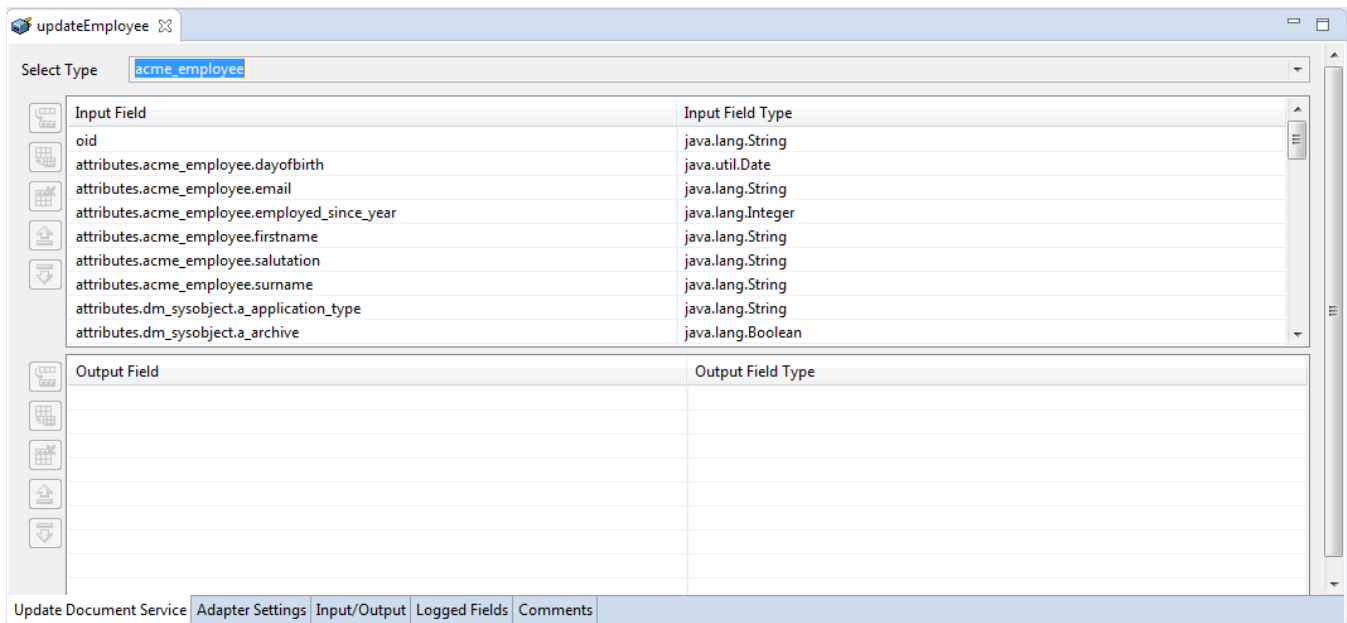 updateEmployee
Select Type acme_employee
Input Field Input Field Type
oid java.lang.String
attributes.acme_employee.dayofbirth java.util.Date
attributes.acme_employee.email java.lang.String
attributes.acme_employee.employed_since_year java.lang.Integer
attributes.acme_employee.firstname java.lang.String
attributes.acme_employee.salutation java.lang.String
attributes.acme_employee.surname java.lang.String
attributes.dm_sysobject.a_application_type java.lang.String
attributes.dm_sysobject.a_archive java.lang.Boolean
Output Field Output Field Type
Update Document Service Adapter Settings Input/Output Logged Fields Comments